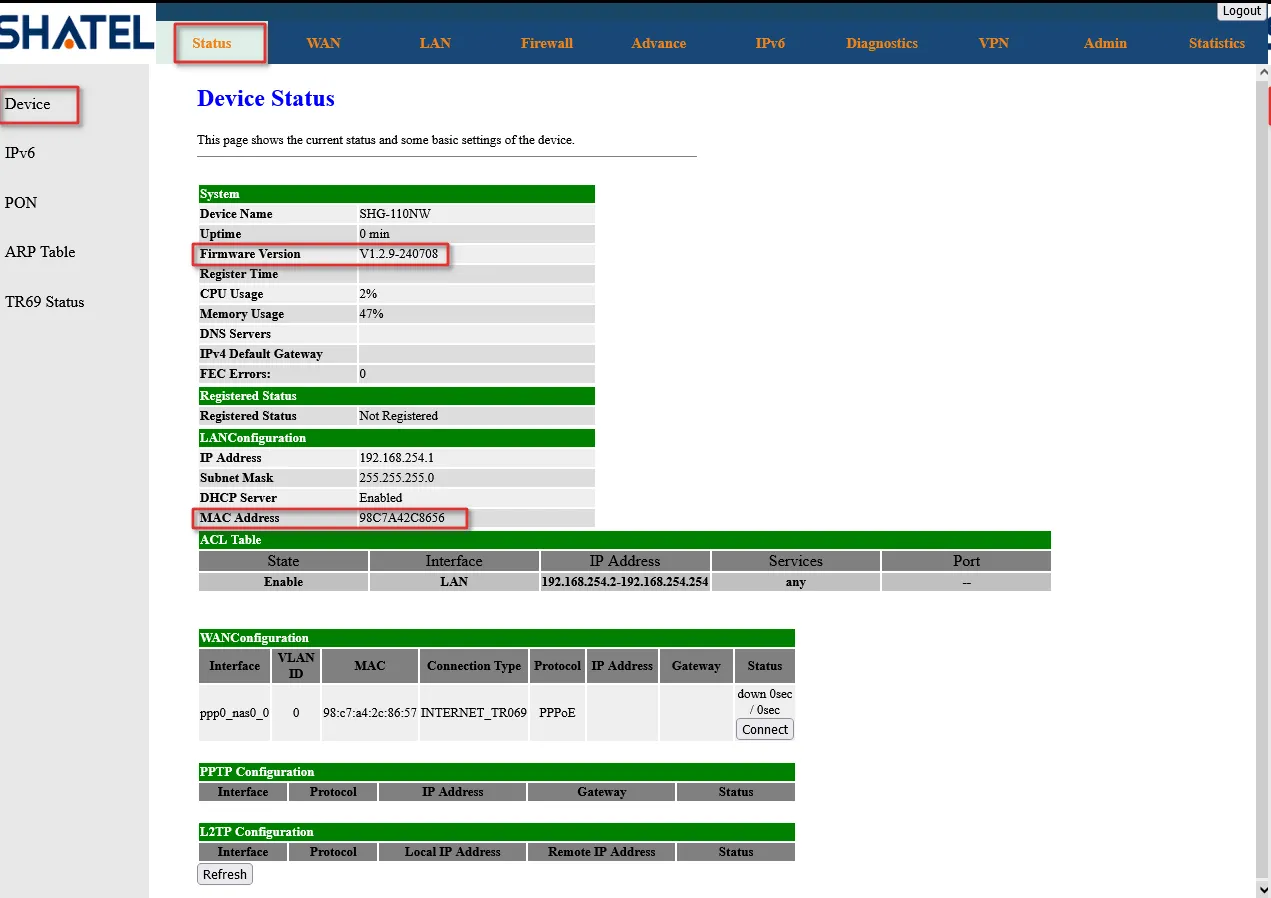 Logout
SHATEL
Status WAN LAN Firewall Advance IPv6 Diagnostics VPN Admin Statistics
Device
IPv6
PON
ARP Table
TR69 Status
Device Status
This page shows the current status and some basic settings of the device.
System
Device Name SHG-110NW
Uptime 0 min
Firmware Version V1.2.9-240708
Register Time
CPU Usage 2%
Memory Usage 47%
DNS Servers
IPv4 Default Gateway
FEC Errors: 0
Registered Status
Registered Status Not Registered
LANConfiguration
IP Address 192.168.254.1
Subnet Mask 255.255.255.0
DHCP Server Enabled
MAC Address 98C7A42C8656
ACL Table
State Interface IP Address Services Port
Enable LAN 192.168.254.2-192.168.254.254 any --
WANConfiguration
Interface VLAN ID MAC Connection Type Protocol IP Address Gateway Status
ppp0_nas0_0 0 98:c7:a4:2c:86:57 INTERNET_TR069 PPPoE down 0sec / 0sec
Connect
PPTP Configuration
Interface Protocol IP Address Gateway Status
L2TP Configuration
Interface Protocol Local IP Address Remote IP Address Status
Refresh